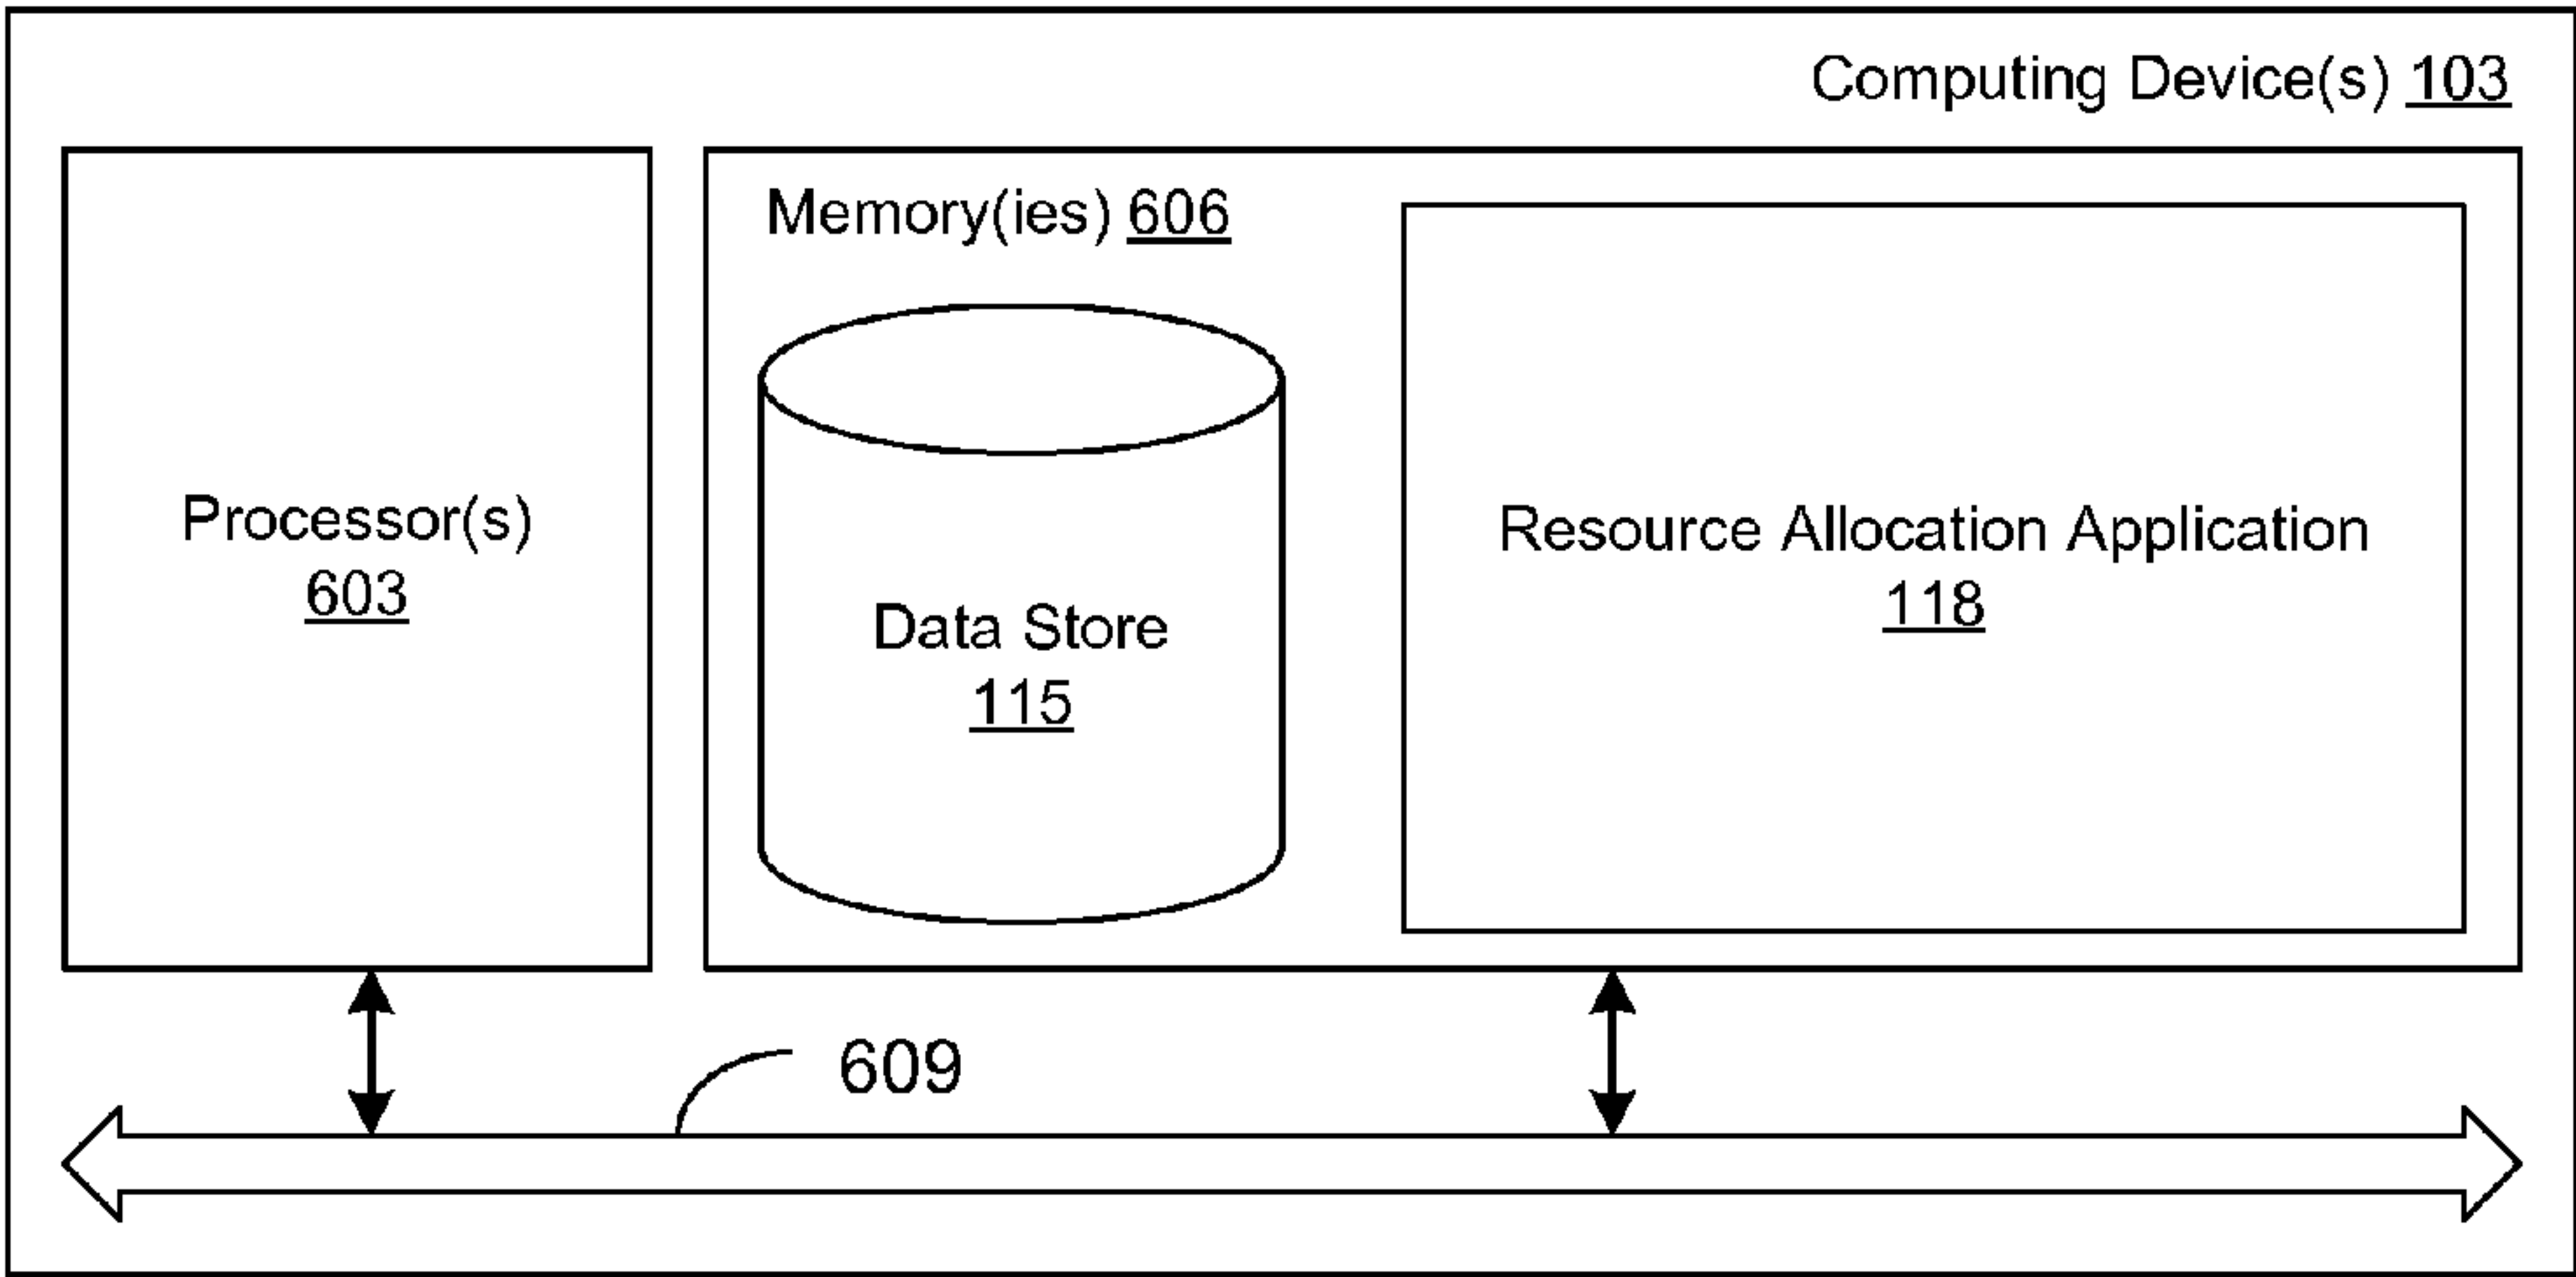 Computing Device(s) 103
Memory(ies) 606
Processor(s)
603
Resource Allocation Application
118
Data Store
115
609